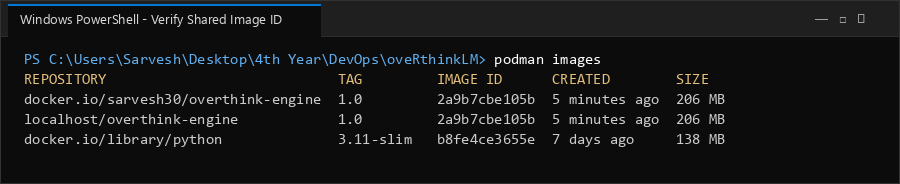 Windows PowerShell - Verify Shared Image ID
PS C:\Users\Sarvesh\Desktop\4th Year\DevOps\oveRthinkLM> podman images
REPOSITORY TAG IMAGE ID CREATED SIZE
docker.io/sarvesh30/overthink-engine 1.0 2a9b7cbe105b 5 minutes ago 206 MB
localhost/overthink-engine 1.0 2a9b7cbe105b 5 minutes ago 206 MB
docker.io/library/python 3.11-slim b8fe4ce3655e 7 days ago 138 MB